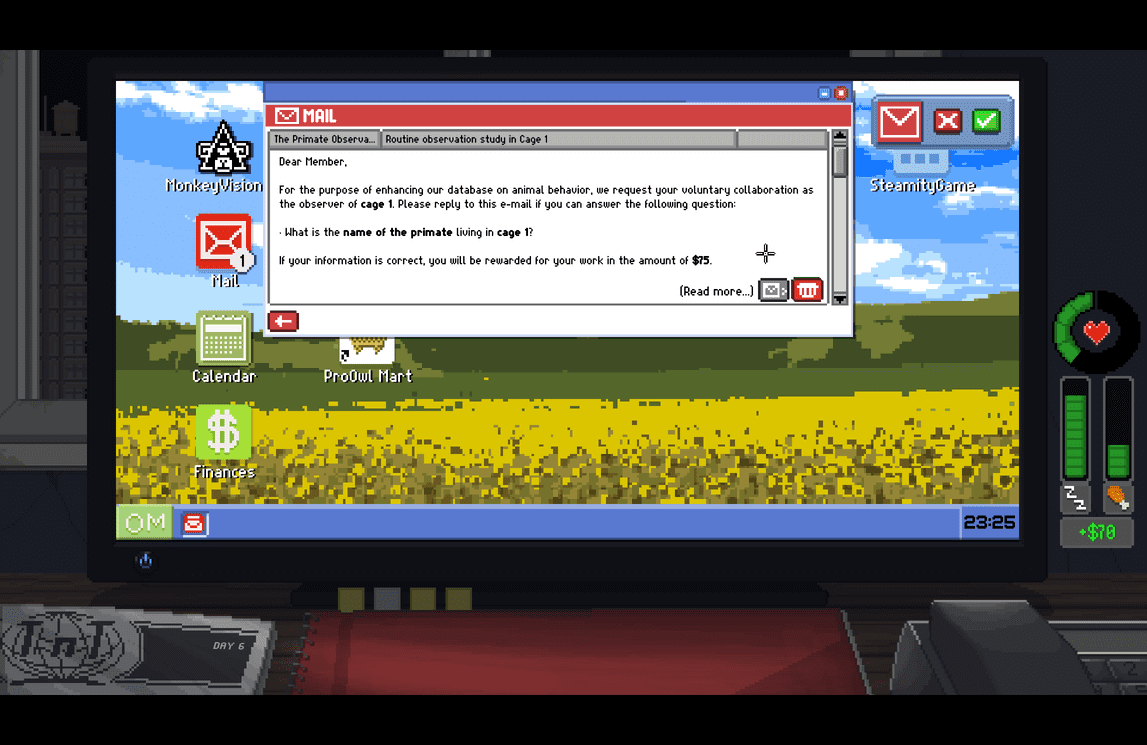 MAIL
The Primate Observa... Routine observation study in Cage 1
Dear Member,
For the purpose of enhancing our database on animal behavior, we request your voluntary collaboration as
the observer of cage 1. Please reply to this e-mail if you can answer the following question:
· What is the name of the primate living in cage 1?
If your information is correct, you will be rewarded for your work in the amount of $75.
(Read more...)
MonkeyVision
1
Mail
Calendar
ProOwl Mart
$
Finances
SteamityGame
OM
23:25
ZZ
+$70
TnT
DAY 6
2